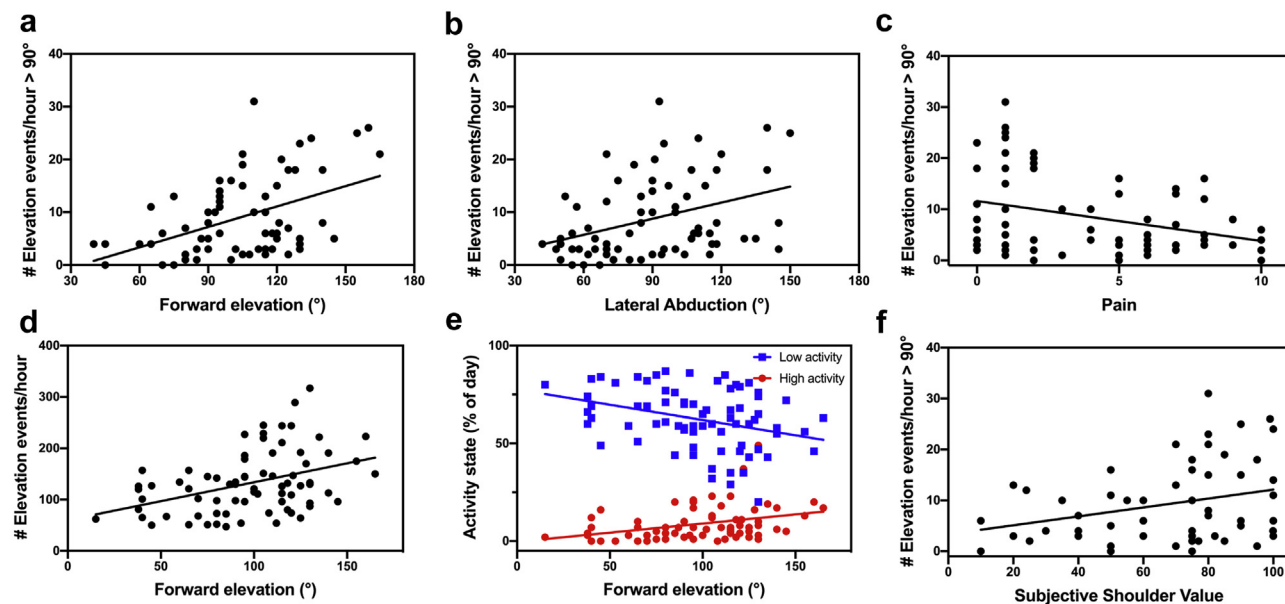 a
# Elevation events/hour > 90°
40
30
20
10
0
30 60 90 120 150 180
Forward elevation (°)
b
# Elevation events/hour > 90°
40
30
20
10
0
30 60 90 120 150 180
Lateral Abduction (°)
c
# Elevation events/hour > 90°
40
30
20
10
0
0 5 10
Pain
d
# Elevation events/hour
400
300
200
100
0
0 50 100 150
Forward elevation (°)
e
Activity state (% of day)
100
50
0
0 50 100 150
Forward elevation (°)
Low activity
High activity
f
# Elevation events/hour > 90°
40
30
20
10
0
0 20 40 60 80 100
Subjective Shoulder Value